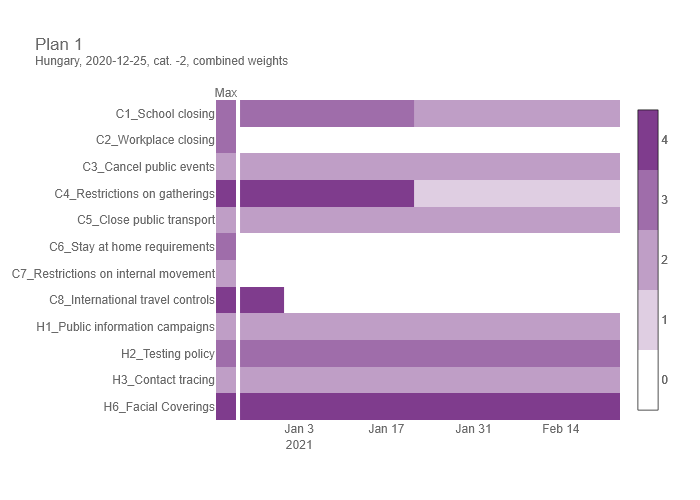 Plan 1
Hungary, 2020-12-25, cat. -2, combined weights
Max
C1_School closing
C2_Workplace closing
C3_Cancel public events
C4_Restrictions on gatherings
C5_Close public transport
C6_Stay at home requirements
C7_Restrictions on internal movement
C8_International travel controls
H1_Public information campaigns
H2_Testing policy
H3_Contact tracing
H6_Facial Coverings
4
3
2
1
0
Jan 3 Jan 17 Jan 31 Feb 14
2021